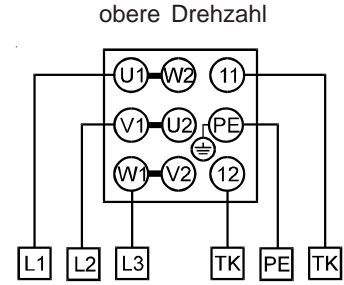 obere Drehzahl
U1 W2 11
V1 U2 PE
W1 V2 12
L1 L2 L3 TK PE TK